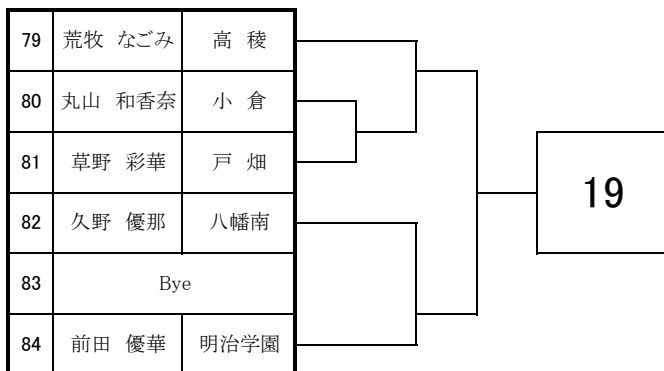 79 荒牧 なごみ 高 稜
80 丸山 和香奈 小 倉
81 草野 彩華 戸 畑
82 久野 優那 八幡南
83 Bye
84 前田 優華 明治学園
19